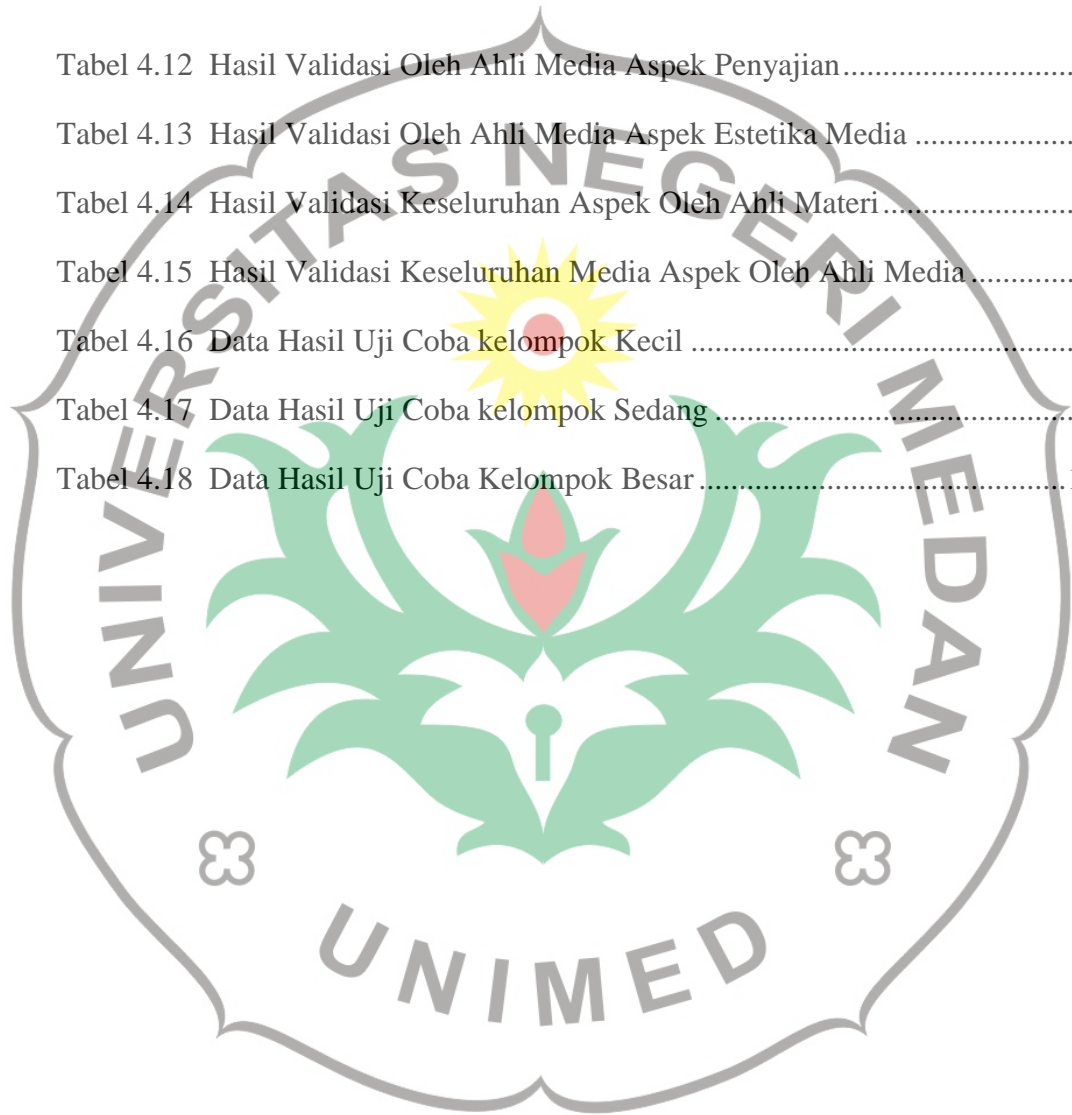 Tabel 4.12 Hasil Validasi Oleh Ahli Media Aspek Penyajian............................
Tabel 4.13 Hasil Validasi Oleh Ahli Media Aspek Estetika Media ...................
Tabel 4.14 Hasil Validasi Keseluruhan Aspek Oleh Ahli Materi.......................
Tabel 4.15 Hasil Validasi Keseluruhan Media Aspek Oleh Ahli Media.............
Tabel 4.16 Data Hasil Uji Coba kelompok Kecil ..............................................
Tabel 4.17 Data Hasil Uji Coba kelompok Sedang ...........................................
Tabel 4.18 Data Hasil Uji Coba Kelompok Besar ............................................
UNIVERSITAS NEGERI MEDAN
UNIMED